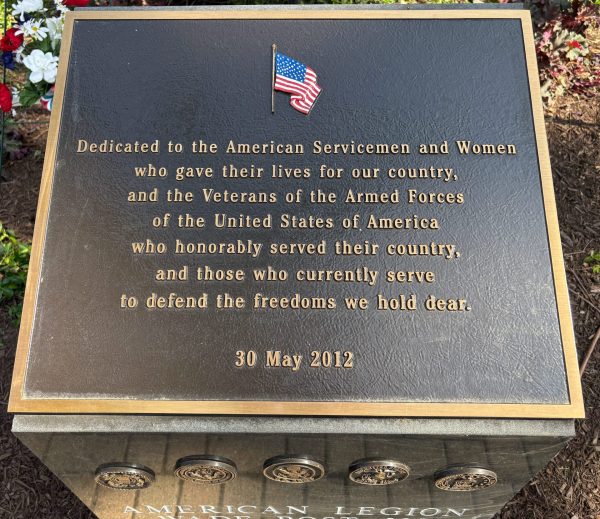 Dedicated to the American Servicemen and Women
who gave their lives for our country,
and the Veterans of the Armed Forces
of the United States of America
who honorably served their country,
and those who currently serve
to defend the freedoms we hold dear.
30 May 2012
AMERICAN LEGION
WADE POST